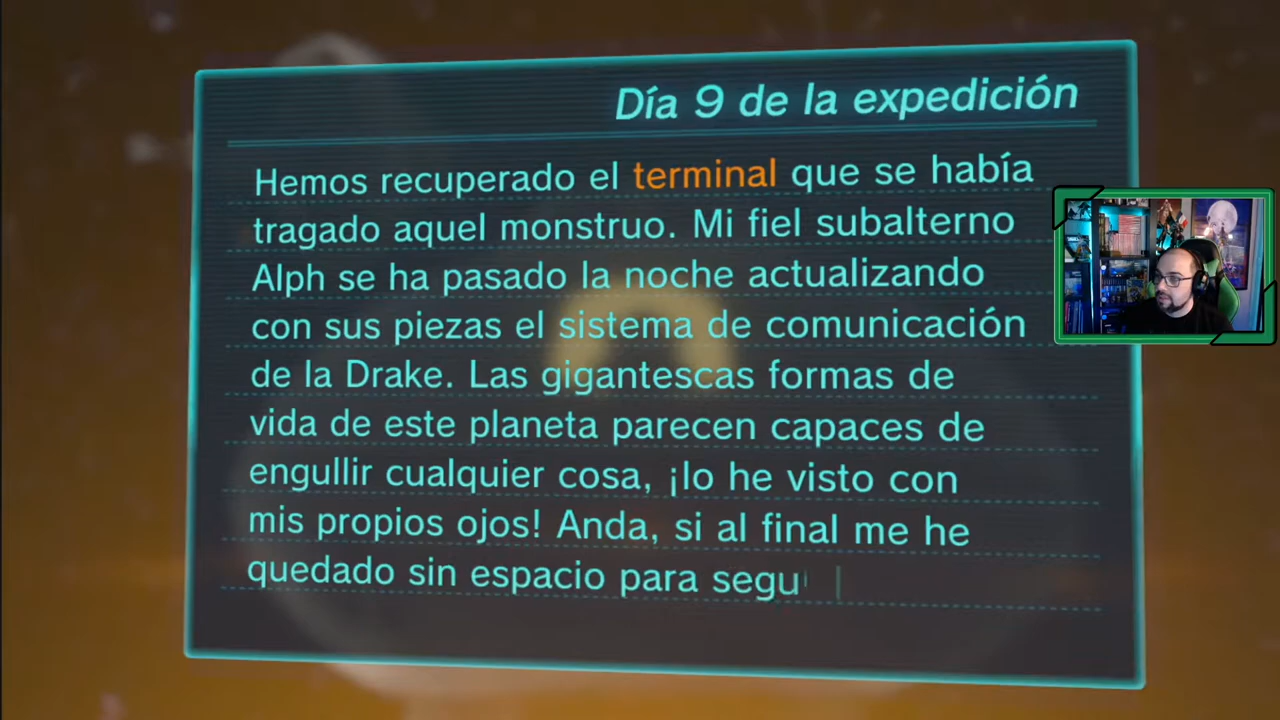 Día 9 de la expedición
Hemos recuperado el terminal que se había
tragado aquel monstruo. Mi fiel subalterno
Alph se ha pasado la noche actualizando
con sus piezas el sistema de comunicación
de la Drake. Las gigantescas formas de
vida de este planeta parecen capaces de
engullir cualquier cosa, ¡lo he visto con
mis propios ojos! Anda, si al final me he
quedado sin espacio para segu